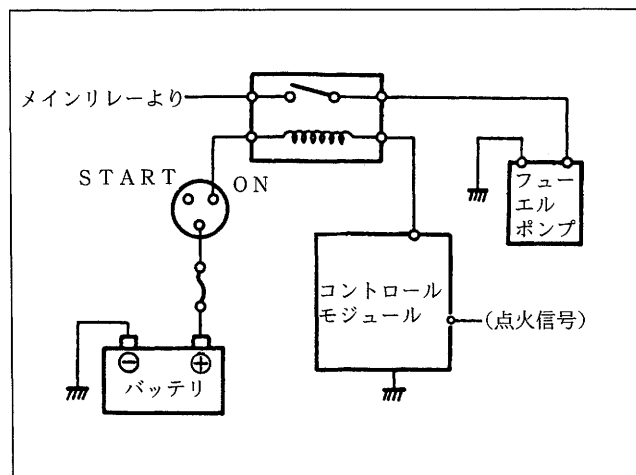 メインリレーより
START
ON
フュー
エル
ポンプ
コントロール
モジュール
(点火信号)
⊖
⊕
バッテリ